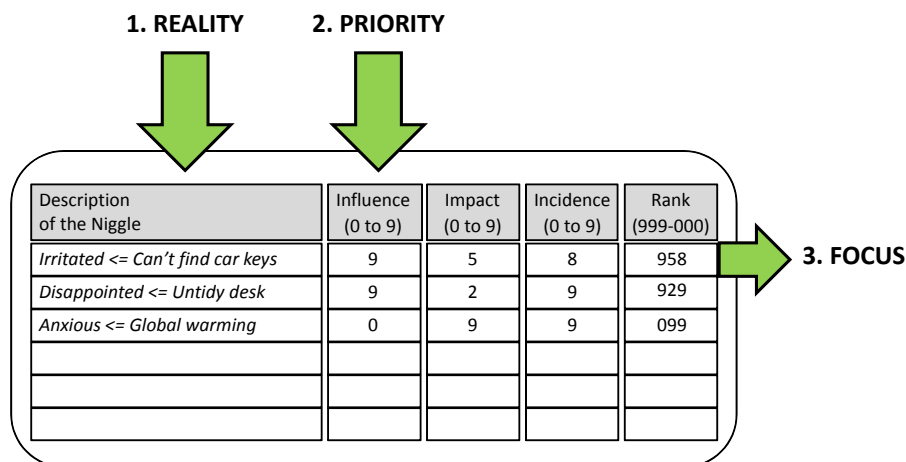 1. REALITY 2. PRIORITY
Description of the Niggle Influence (0 to 9) Impact (0 to 9) Incidence (0 to 9) Rank (999-000)
Irritated <= Can't find car keys 9 5 8 958
3. FOCUS
Disappointed <= Untidy desk 9 2 9 929
Anxious <= Global warming 0 9 9 099